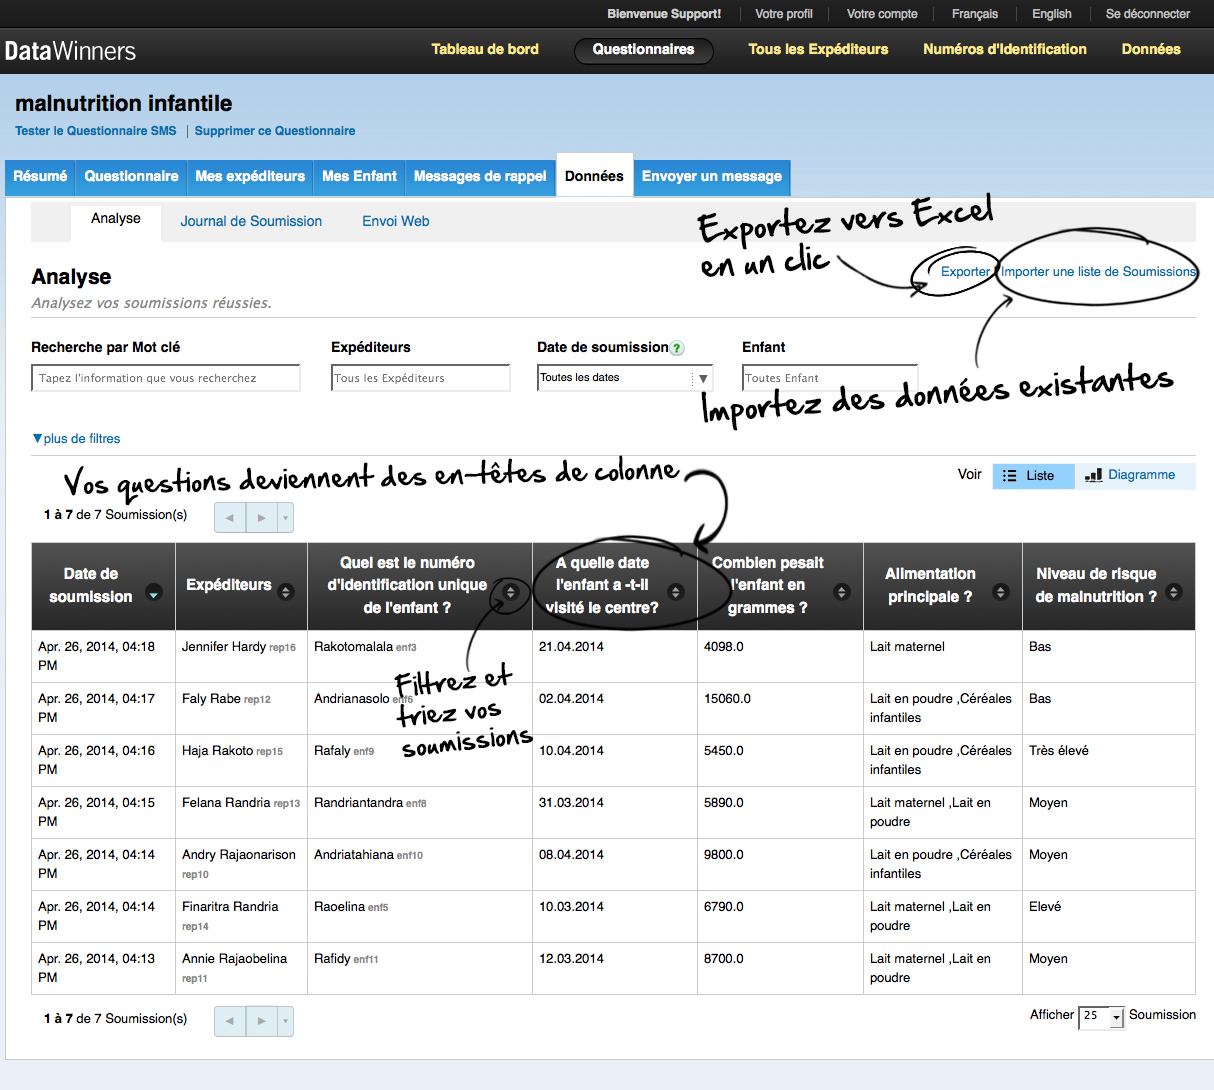 Bienvenue Support! Votre profil Votre compte Français English Se déconnecter
DataWinners Tableau de bord Questionnaires Tous les Expéditeurs Numéros d'Identification Données
malnutrition infantile
Tester le Questionnaire SMS | Supprimer ce Questionnaire
Résumé Questionnaire Mes expéditeurs Mes Enfant Messages de rappel Données Envoyer un message
Analyse Journal de Soumission Envoi Web
Exportez vers Excel
en un clic
Exporter Importer une liste de Soumissions
Analyse
Analysez vos soumissions réussies.
Recherche par Mot clé Expéditeurs Date de soumission ? Enfant
Tapez l'information que vous recherchez Tous les Expéditeurs Toutes les dates Toutes Enfant
Importez des données existantes
▼plus de filtres
Vos questions deviennent des en-têtes de colonne
Voir Liste Diagramme
1 à 7 de 7 Soumission(s)
Date de soumission Expéditeurs Quel est le numéro d'identification unique de l'enfant ? A quelle date l'enfant a -t-il visité le centre? Combien pesait l'enfant en grammes ? Alimentation principale ? Niveau de risque de malnutrition ?
Apr. 26, 2014, 04:18 PM Jennifer Hardy rep16 Rakotomalala enf3 21.04.2014 4098.0 Lait maternel Bas
Apr. 26, 2014, 04:17 PM Faly Rabe rep12 Andrianasolo enf6 02.04.2014 15060.0 Lait en poudre ,Céréales infantiles Bas
Filtrez et
triez vos
soumissions
Apr. 26, 2014, 04:16 PM Haja Rakoto rep15 Rafaly enf9 10.04.2014 5450.0 Lait en poudre ,Céréales infantiles Très élevé
Apr. 26, 2014, 04:15 PM Felana Randria rep13 Randriantandra enf8 31.03.2014 5890.0 Lait maternel ,Lait en poudre Moyen
Apr. 26, 2014, 04:14 PM Andry Rajaonarison rep10 Andriatahiana enf10 08.04.2014 9800.0 Lait en poudre ,Céréales infantiles Moyen
Apr. 26, 2014, 04:14 PM Finaritra Randria rep14 Raoelina enf5 10.03.2014 6790.0 Lait maternel ,Lait en poudre Elevé
Apr. 26, 2014, 04:13 PM Annie Rajaobelina rep11 Rafidy enf11 12.03.2014 8700.0 Lait maternel ,Lait en poudre Moyen
1 à 7 de 7 Soumission(s) Afficher 25 Soumission